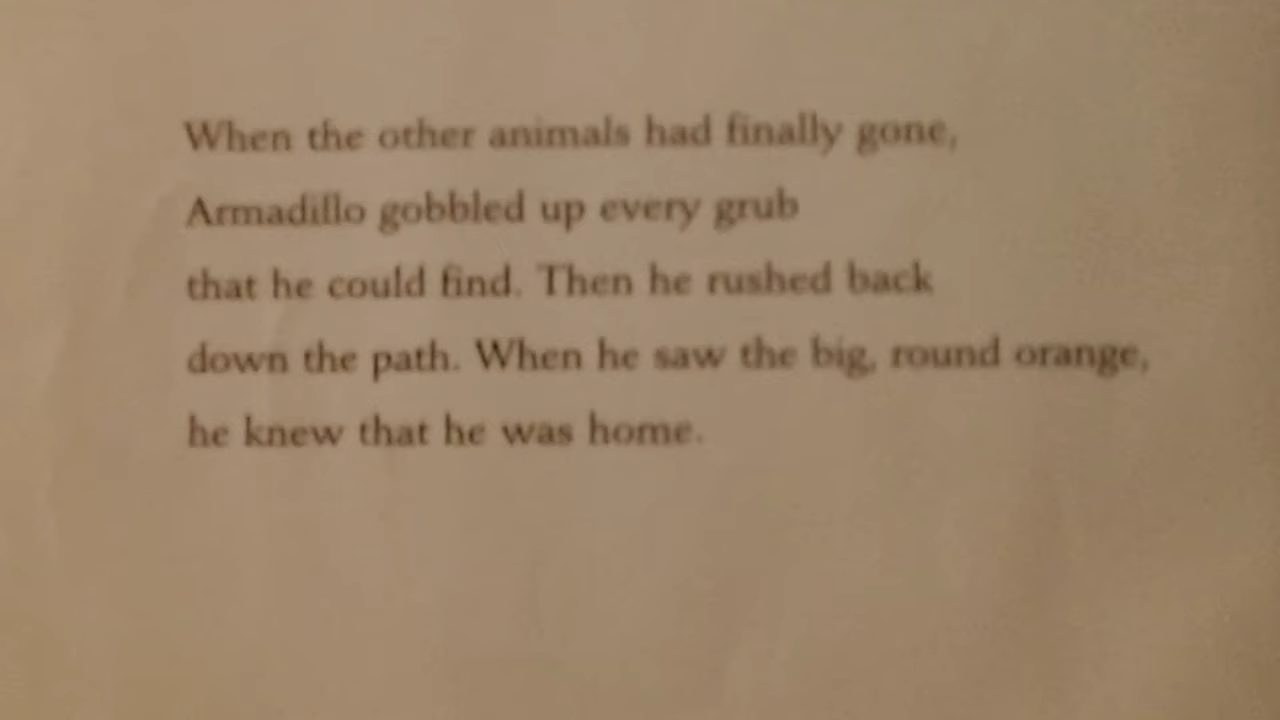 When the other animals had finally gone,
Armadillo gobbled up every grub
that he could find. Then he rushed back
down the path. When he saw the big, round orange,
he knew that he was home.